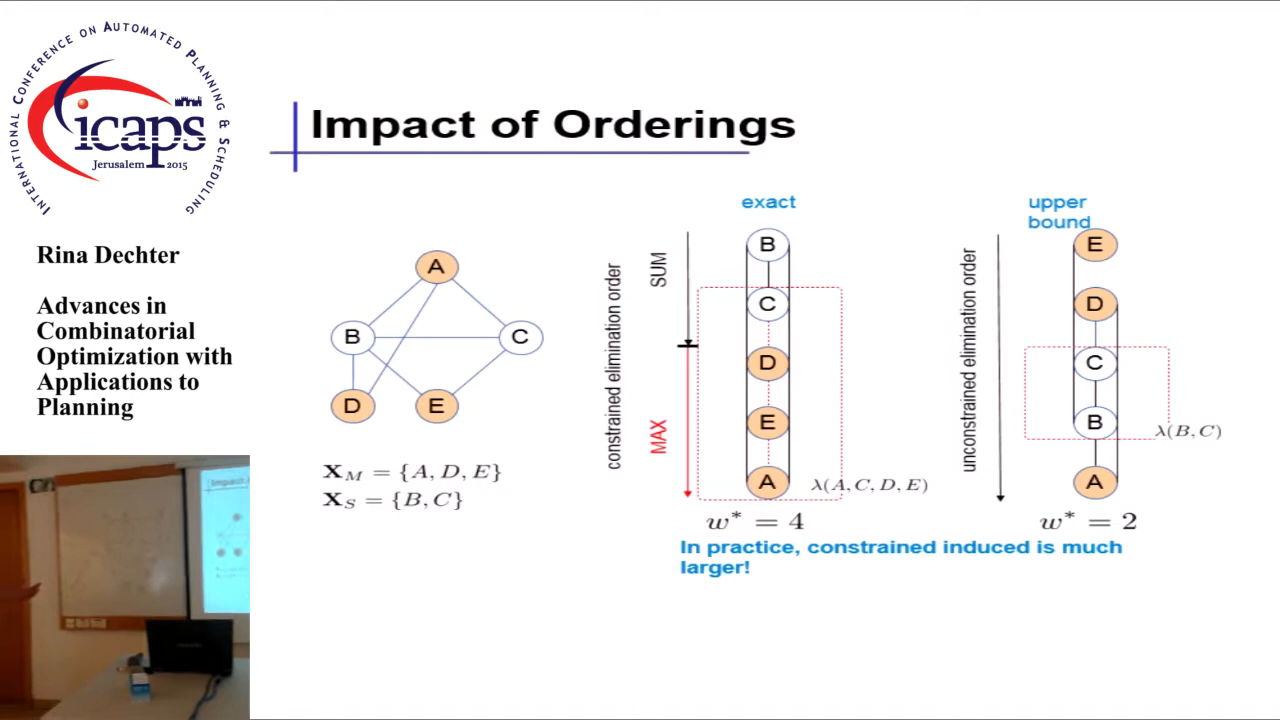 INTERNATIONAL CONFERENCE ON AUTOMATED PLANNING & SCHEDULING
icaps
Jerusalem 2015
Rina Dechter
Advances in
Combinatorial
Optimization with
Applications to
Planning
Impact of Orderings
A
B
C
D
E
X_M = {A, D, E}
X_S = {B, C}
constrained elimination order
SUM
MAX
exact
B
C
D
E
A
λ(A, C, D, E)
w* = 4
unconstrained elimination order
upper
bound
E
D
C
B
λ(B, C)
A
w* = 2
In practice, constrained induced is much
larger!